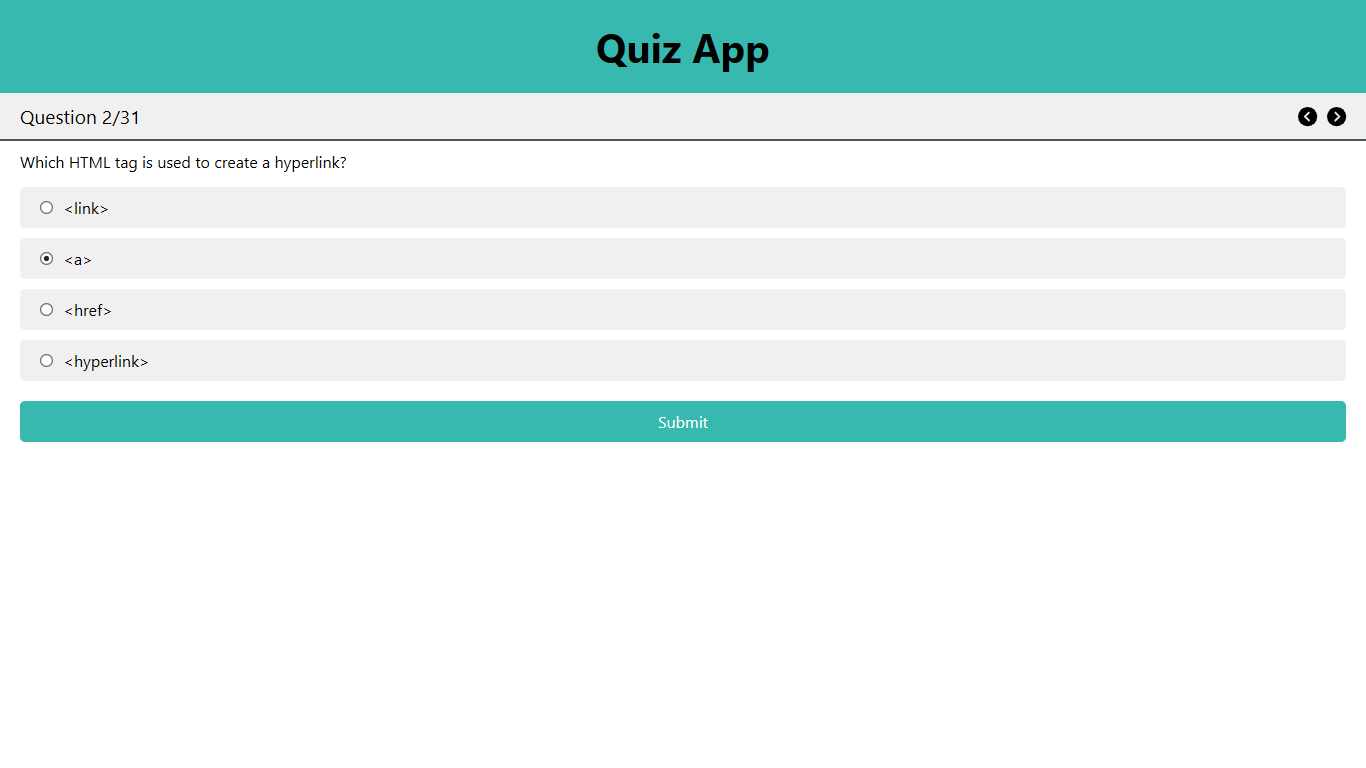 Quiz App
Question 2/31
Which HTML tag is used to create a hyperlink?
<link>
<a>
<href>
<hyperlink>
Submit